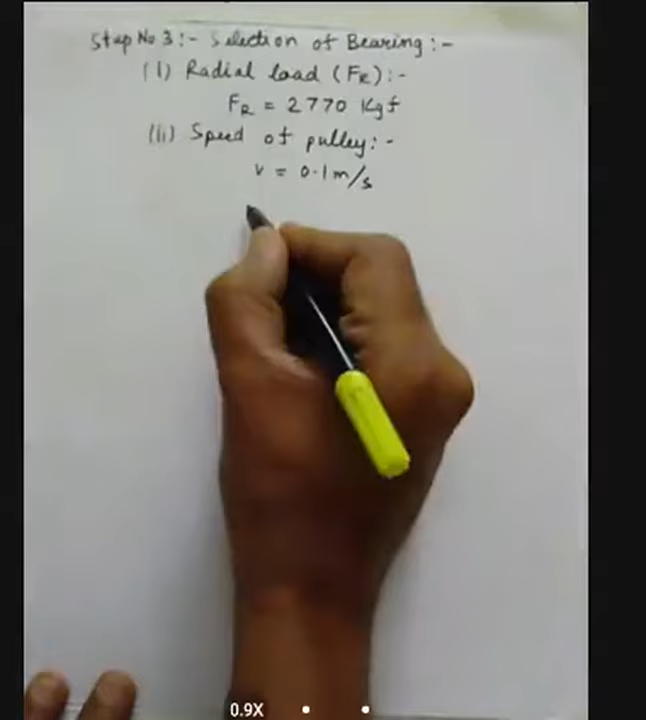 Step No 3:- Selection of Bearing:-
(i) Radial load (FR):-
FR = 2770 Kgf
(ii) Speed of pulley:-
v = 0.1m/s
0.9X